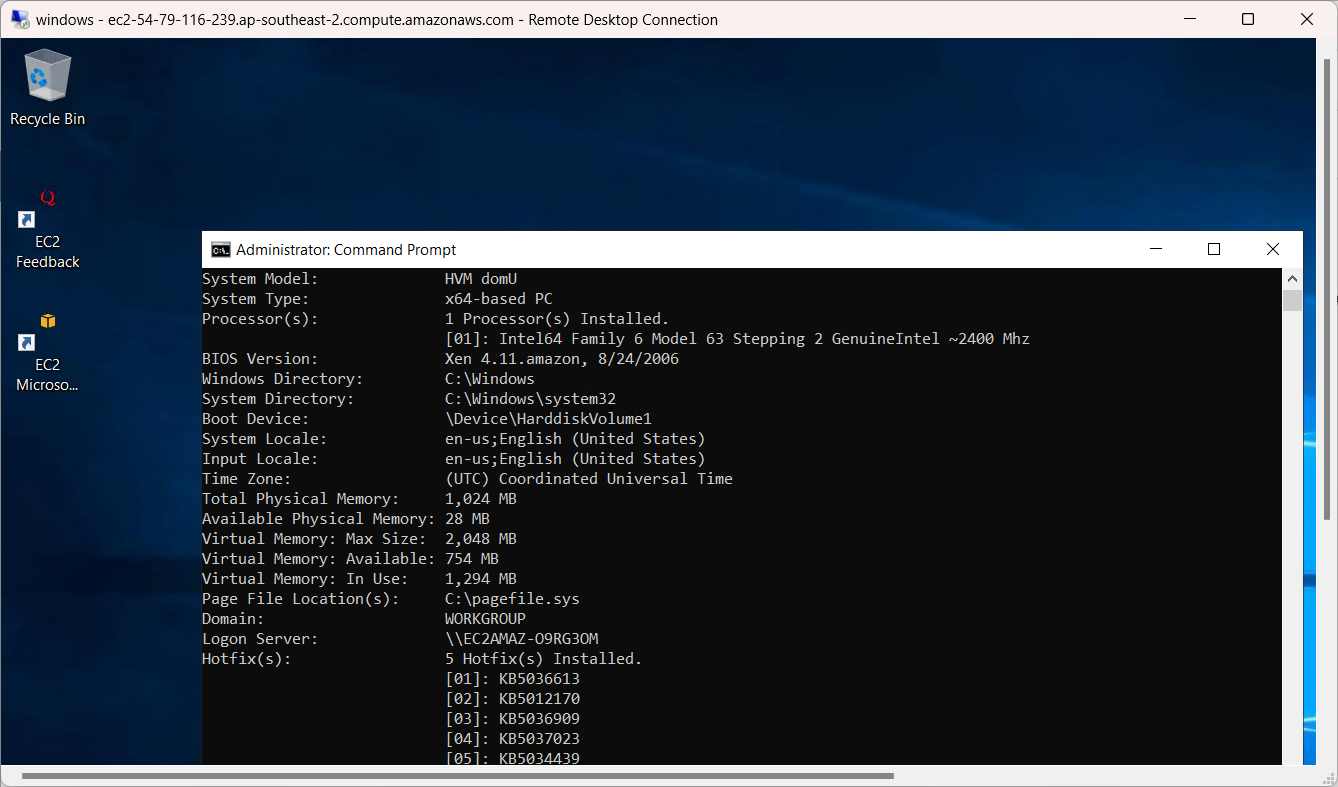 windows - ec2-54-79-116-239.ap-southeast-2.compute.amazonaws.com - Remote Desktop Connection
Recycle Bin
Q
EC2
Feedback
EC2
Microso...
Administrator: Command Prompt
System Model: HVM domU
System Type: x64-based PC
Processor(s): 1 Processor(s) Installed.
[01]: Intel64 Family 6 Model 63 Stepping 2 GenuineIntel ~2400 Mhz
BIOS Version: Xen 4.11.amazon, 8/24/2006
Windows Directory: C:\Windows
System Directory: C:\Windows\system32
Boot Device: \Device\HarddiskVolume1
System Locale: en-us;English (United States)
Input Locale: en-us;English (United States)
Time Zone: (UTC) Coordinated Universal Time
Total Physical Memory: 1,024 MB
Available Physical Memory: 28 MB
Virtual Memory: Max Size: 2,048 MB
Virtual Memory: Available: 754 MB
Virtual Memory: In Use: 1,294 MB
Page File Location(s): C:\pagefile.sys
Domain: WORKGROUP
Logon Server: \\EC2AMAZ-O9RG3OM
Hotfix(s): 5 Hotfix(s) Installed.
[01]: KB5036613
[02]: KB5012170
[03]: KB5036909
[04]: KB5037023
[05]: KB5034439